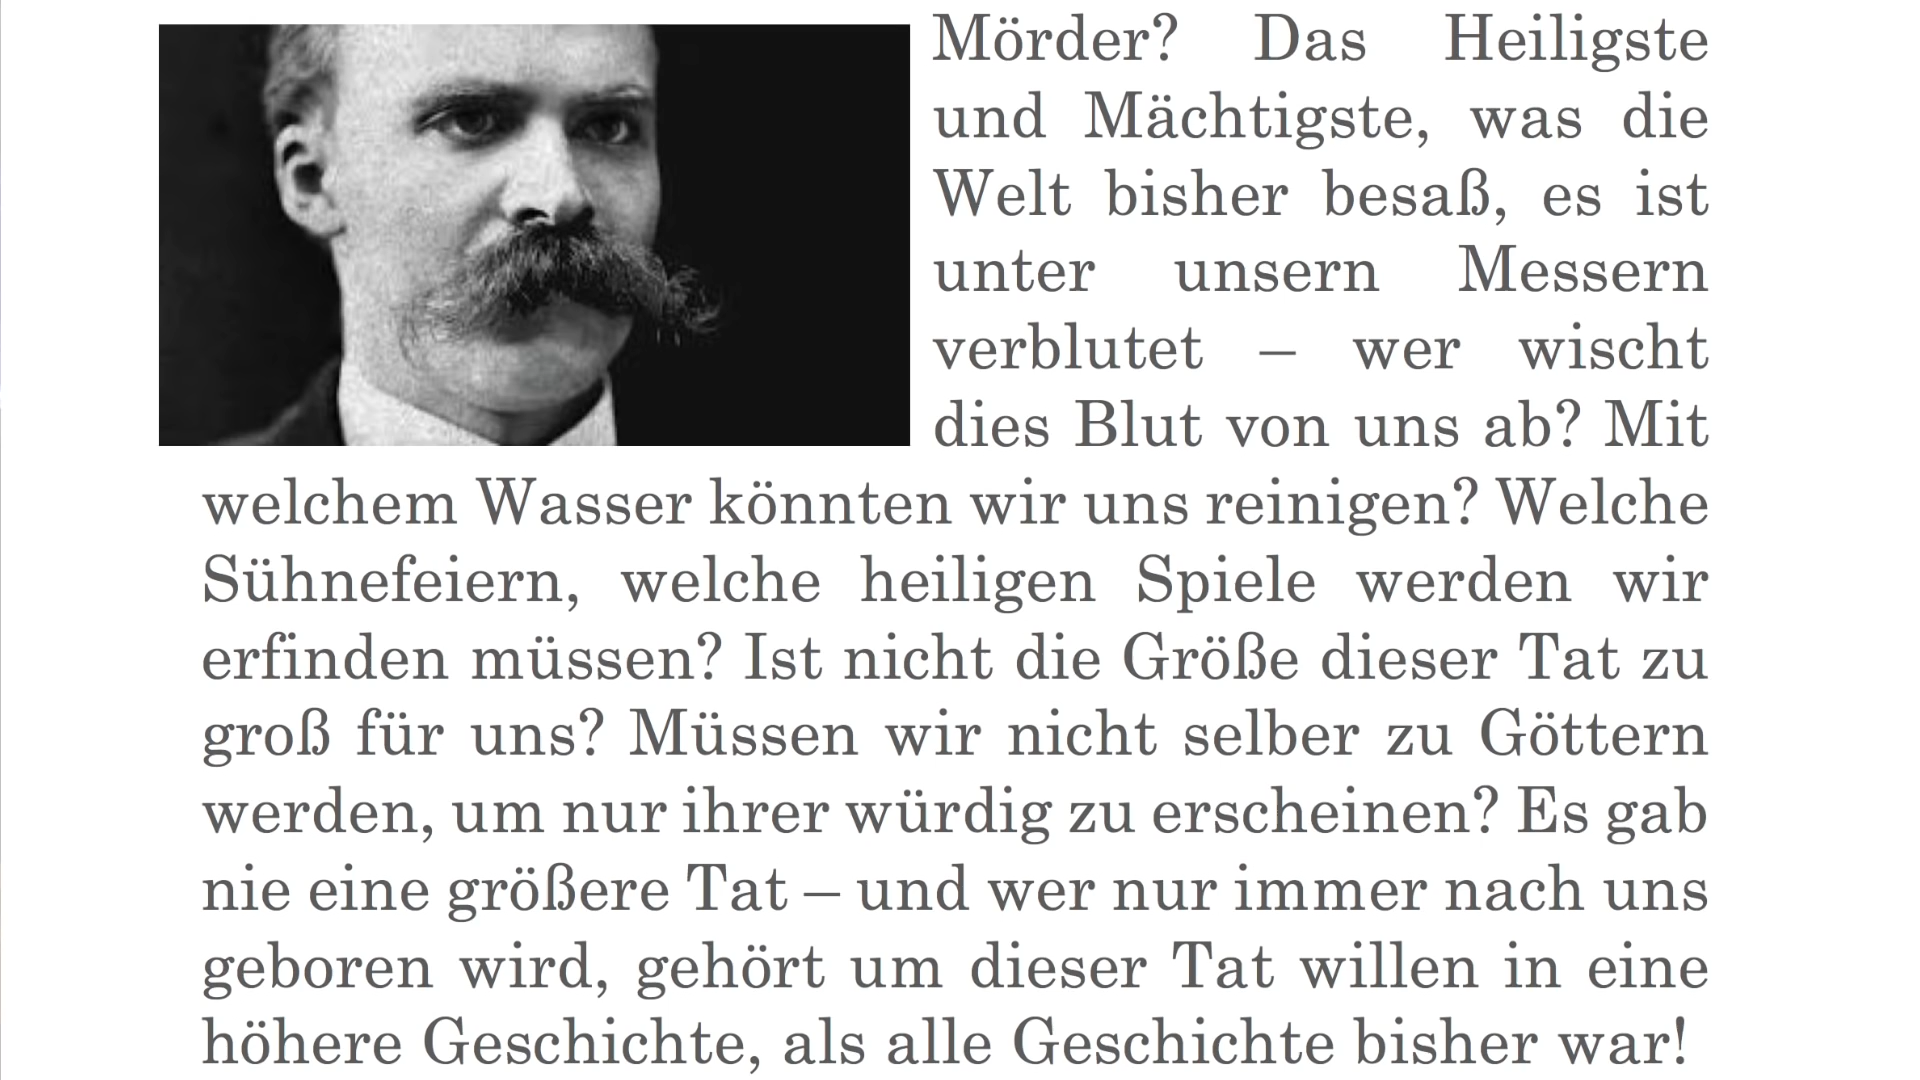 Mörder? Das Heiligste
und Mächtigste, was die
Welt bisher besaß, es ist
unter unsern Messern
verblutet – wer wischt
dies Blut von uns ab? Mit
welchem Wasser könnten wir uns reinigen? Welche
Sühnefeiern, welche heiligen Spiele werden wir
erfinden müssen? Ist nicht die Größe dieser Tat zu
groß für uns? Müssen wir nicht selber zu Göttern
werden, um nur ihrer würdig zu erscheinen? Es gab
nie eine größere Tat – und wer nur immer nach uns
geboren wird, gehört um dieser Tat willen in eine
höhere Geschichte, als alle Geschichte bisher war!